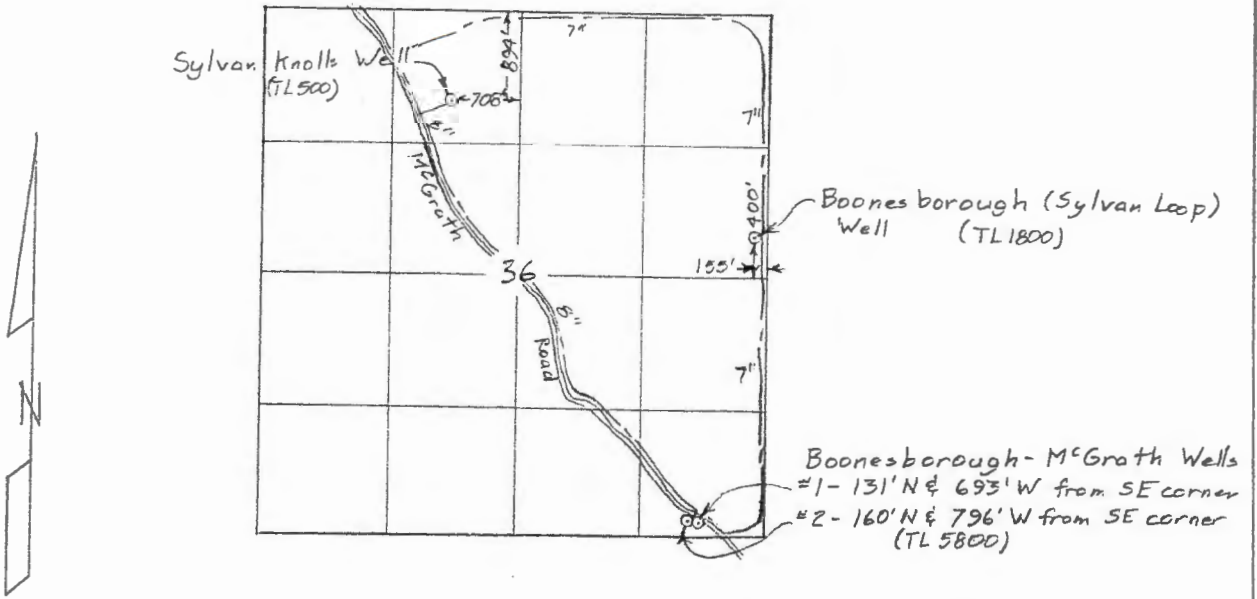 Sylvan Knolls Well
(TL500)
894'
706'
7"
8"
7"
McGrath
400'
Boonesborough (Sylvan Loop)
Well (TL1800)
155'
36
8"
Road
7"
N
Boonesborough - McGrath Wells
#1 - 131' N & 693' W from SE corner
#2 - 160' N & 796' W from SE corner
(TL 5800)